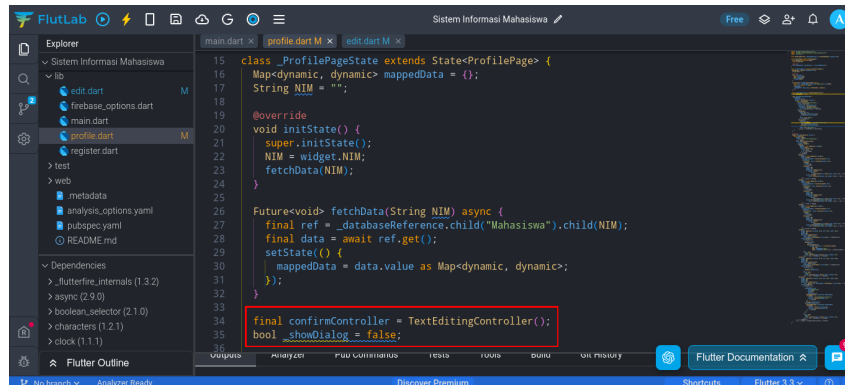 FlutLab
Sistem Informasi Mahasiswa
Free
A
Explorer
main.dart ×
profile.dart M ×
edit.dart M ×
Sistem Informasi Mahasiswa
lib
edit.dart M
firebase_options.dart
main.dart
profile.dart M
register.dart
test
web
.metadata
analysis_options.yaml
pubspec.yaml
README.md
Dependencies
_flutterfire_internals (1.3.2)
async (2.9.0)
boolean_selector (2.1.0)
characters (1.2.1)
clock (1.1.1)
Flutter Outline
2
15 class _ProfilePageState extends State<ProfilePage> {
16 Map<dynamic, dynamic> mappedData = {};
17 String NIM = "";
18
19 @override
20 void initState() {
21 super.initState();
22 NIM = widget.NIM;
23 fetchData(NIM);
24 }
25
26 Future<void> fetchData(String NIM) async {
27 final ref = _databaseReference.child("Mahasiswa").child(NIM);
28 final data = await ref.get();
29 setState(() {
30 mappedData = data.value as Map<dynamic, dynamic>;
31 });
32 }
33
34 final confirmController = TextEditingController();
35 bool _showDialog = false;
36
Outputs Analyzer Pub Commands Tests Tools Build Git History
Flutter Documentation
No branch Analyzer Ready
Discover Premium
Shortcuts
Flutter 3.3